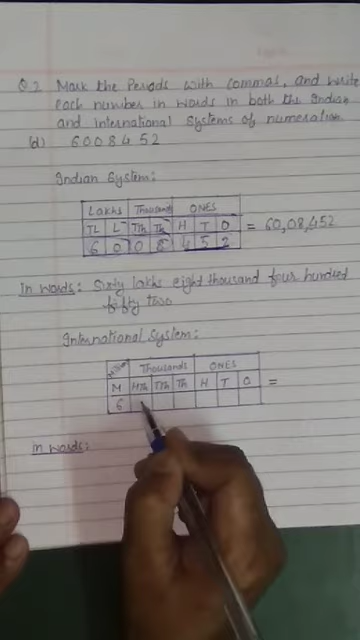 Q.2 Mark the Periods with Commas, and write
each number in words in both the Indian
and international systems of numeration.
(d) 6008452
Indian System:
Lakhs Thousands ONES
TL L TTh Th H T O
6 0 0 8 4 5 2 = 60,08,452
In words: Sixty lakhs eight thousand four hundred
fifty two
International System:
Thousands ONES
M HTh TTh Th H T O =
6
In words: